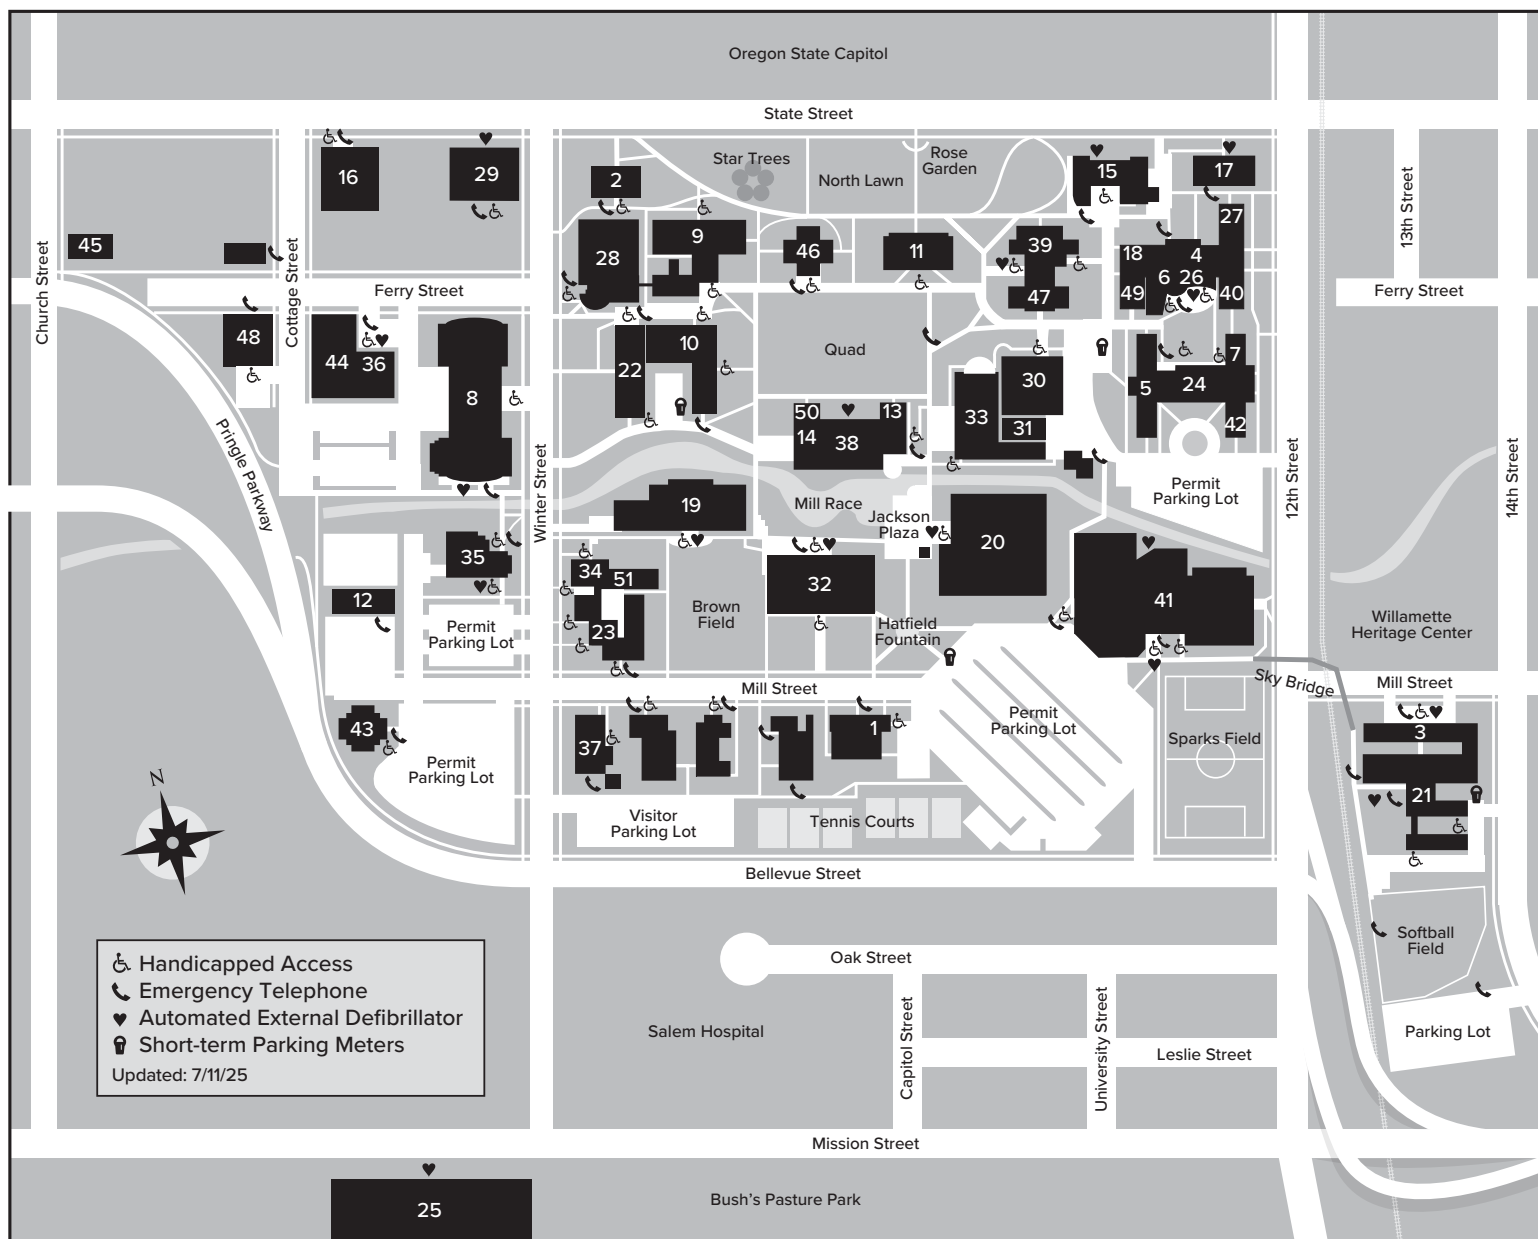 Oregon State Capitol
State Street
Star Trees
North Lawn
Rose
Garden
16
29
2
15
17
45
28
9
46
11
39
47
18
4
27
6
26
49
40
Church Street
Cottage Street
Ferry Street
13th Street
Ferry Street
48
44
36
8
22
10
Quad
30
33
31
5
24
7
42
50
13
14
38
Pringle Parkway
Winter Street
12th Street
14th Street
Permit
Parking Lot
19
Mill Race
Jackson
Plaza
20
35
34
51
32
41
12
23
Brown
Field
Hatfield
Fountain
Permit
Parking Lot
Willamette
Heritage Center
Sky Bridge
Mill Street
Mill Street
43
37
1
Permit
Parking Lot
Permit
Parking Lot
Sparks Field
3
21
N
Visitor
Parking Lot
Tennis Courts
Bellevue Street
Handicapped Access
Emergency Telephone
Automated External Defibrillator
Short-term Parking Meters
Updated: 7/11/25
Softball
Field
Oak Street
Salem Hospital
Capitol Street
University Street
Leslie Street
Parking Lot
Mission Street
25
Bush's Pasture Park